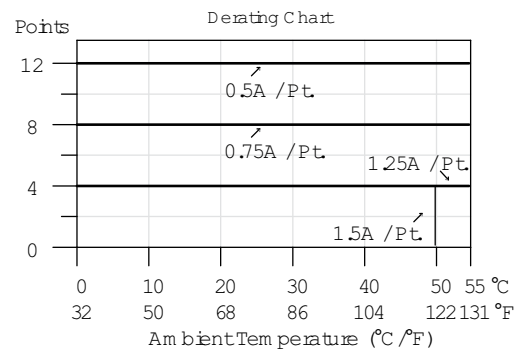 Derating Chart
Points
12
0.5A / Pt.
8
0.75A / Pt.
1.25A / Pt.
4
1.5A / Pt.
0
0 10 20 30 40 50 55 °C
32 50 68 86 104 122 131 °F
Ambient Temperature (°C/°F)